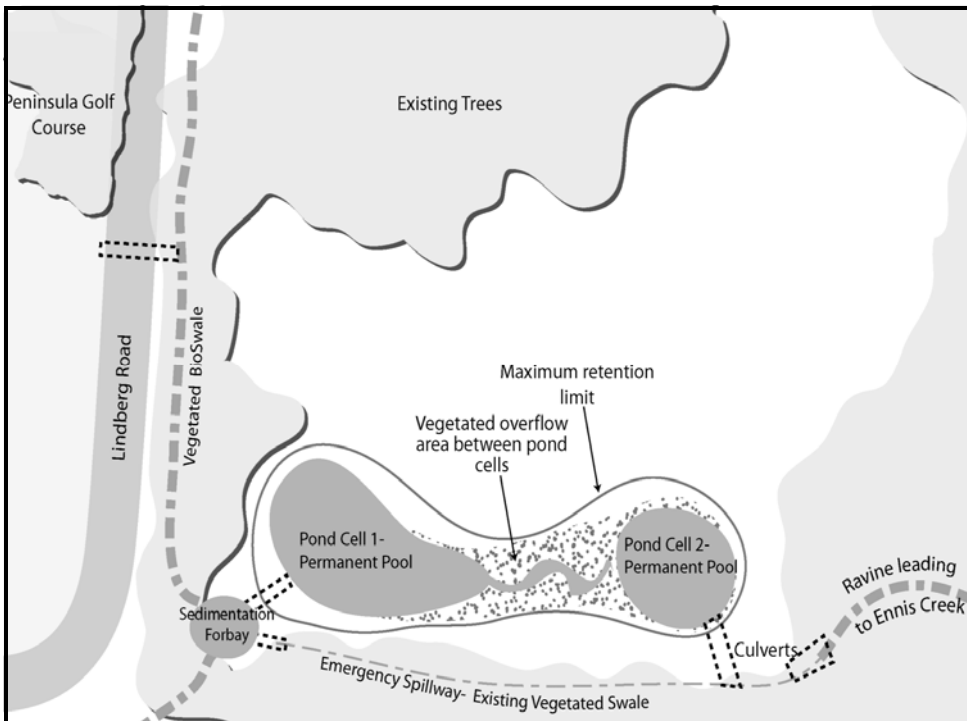 Peninsula Golf
Course
Existing Trees
Lindberg Road
Vegetated BioSwale
Maximum retention
limit
Vegetated overflow
area between pond
cells
Pond Cell 1-
Permanent Pool
Pond Cell 2-
Permanent Pool
Ravine leading
to Ennis Creek
Sedimentation
Forbay
Culverts
Emergency Spillway- Existing Vegetated Swale